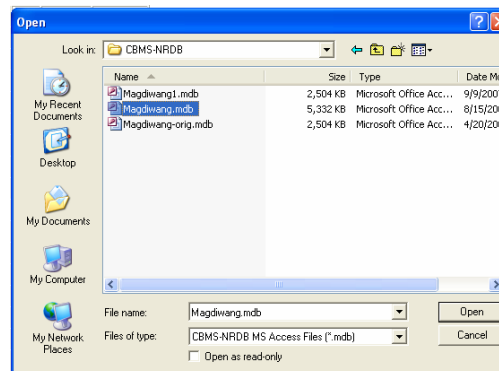 Open
Look in:
CBMS-NRDB
Name
Size
Type
Date Mo
Magdiwang1.mdb
2,504 KB
Microsoft Office Acc...
9/9/2007
Magdiwang.mdb
5,332 KB
Microsoft Office Acc...
8/15/200
Magdiwang-orig.mdb
2,504 KB
Microsoft Office Acc...
4/20/200
My Recent
Documents
Desktop
My Documents
My Computer
My Network
Places
File name:
Magdiwang.mdb
Open
Files of type:
CBMS-NRDB MS Access Files (*.mdb)
Cancel
Open as read-only